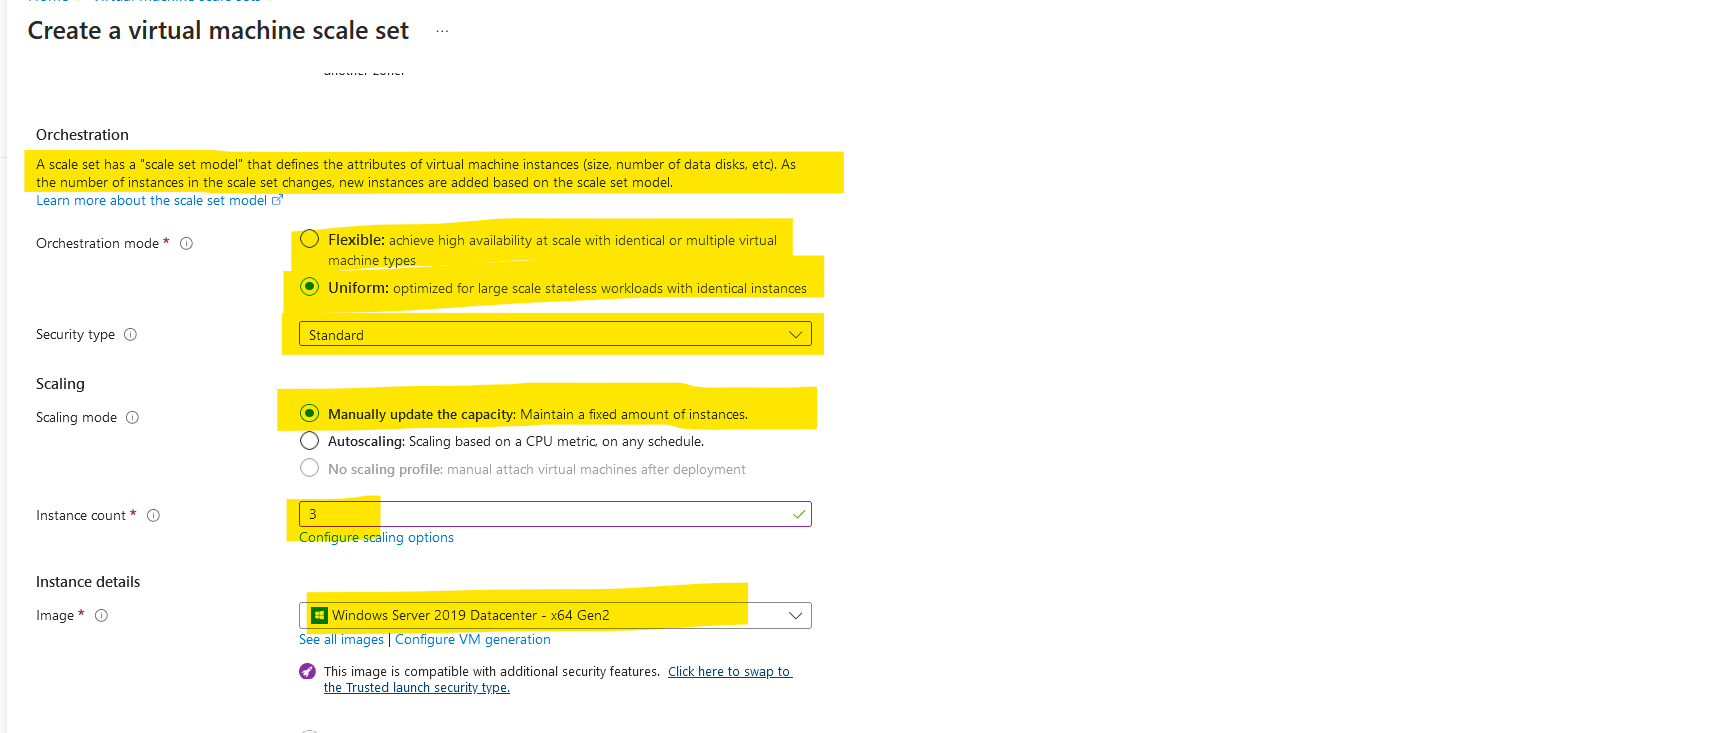 Create a virtual machine scale set ...
Orchestration
A scale set has a "scale set model" that defines the attributes of virtual machine instances (size, number of data disks, etc). As
the number of instances in the scale set changes, new instances are added based on the scale set model.
Learn more about the scale set model
Orchestration mode *
Flexible: achieve high availability at scale with identical or multiple virtual
machine types
Uniform: optimized for large scale stateless workloads with identical instances
Security type
Standard
Scaling
Scaling mode
Manually update the capacity: Maintain a fixed amount of instances.
Autoscaling: Scaling based on a CPU metric, on any schedule.
No scaling profile: manual attach virtual machines after deployment
Instance count *
3
Configure scaling options
Instance details
Image *
Windows Server 2019 Datacenter - x64 Gen2
See all images | Configure VM generation
This image is compatible with additional security features. Click here to swap to
the Trusted launch security type.